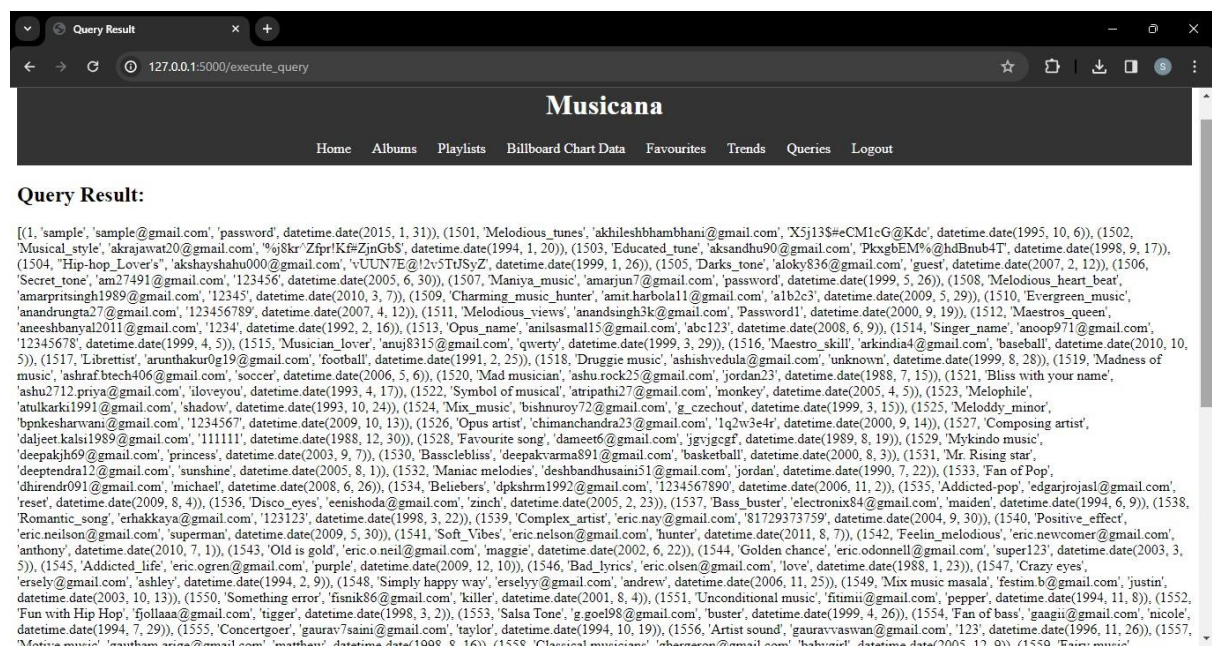 Query Result
127.0.0.1:5000/execute_query
S
Musicana
Home Albums Playlists Billboard Chart Data Favourites Trends Queries Logout
Query Result:
[(1, 'sample', 'sample@gmail.com', 'password', datetime.date(2015, 1, 31)), (1501, 'Melodious_tunes', 'akhileshbhambhani@gmail.com', 'X5j13$#eCM1cG@Kdc', datetime.date(1995, 10, 6)), (1502,
'Musical_style', 'akrajawat20@gmail.com', '%j8kr^Zfpr!Kf#ZjnGb$', datetime.date(1994, 1, 20)), (1503, 'Educated_tune', 'aksandhu90@gmail.com', 'PkxgbEM%@hdBnub4T', datetime.date(1998, 9, 17)),
(1504, "Hip-hop_Lover's", 'akshayshahu000@gmail.com', 'vUUN7E@!2v5TtJSyZ', datetime.date(1999, 1, 26)), (1505, 'Darks_tone', 'aloky836@gmail.com', 'guest', datetime.date(2007, 2, 12)), (1506,
'Secret_tone', 'am27491@gmail.com', '123456', datetime.date(2005, 6, 30)), (1507, 'Maniya_music', 'amarjun7@gmail.com', 'password', datetime.date(1999, 5, 26)), (1508, 'Melodious_heart_beat',
'amarpritsingh1989@gmail.com', '12345', datetime.date(2010, 3, 7)), (1509, 'Charming_music_hunter', 'amit.harbola11@gmail.com', 'a1b2c3', datetime.date(2009, 5, 29)), (1510, 'Evergreen_music',
'anandrungta27@gmail.com', '123456789', datetime.date(2007, 4, 12)), (1511, 'Melodious_views', 'anandsingh3k@gmail.com', 'Password1', datetime.date(2000, 9, 19)), (1512, 'Maestros_queen',
'aneeshbanyal2011@gmail.com', '1234', datetime.date(1992, 2, 16)), (1513, 'Opus_name', 'anilsasmal15@gmail.com', 'abc123', datetime.date(2008, 6, 9)), (1514, 'Singer_name', 'anoop971@gmail.com',
'12345678', datetime.date(1999, 4, 5)), (1515, 'Musician_lover', 'anuj8315@gmail.com', 'qwerty', datetime.date(1999, 3, 29)), (1516, 'Maestro_skill', 'arkindia4@gmail.com', 'baseball', datetime.date(2010, 10,
5)), (1517, 'Librettist', 'arunthakur0g19@gmail.com', 'football', datetime.date(1991, 2, 25)), (1518, 'Druggie music', 'ashishvedula@gmail.com', 'unknown', datetime.date(1999, 8, 28)), (1519, 'Madness of
music', 'ashraf.btech406@gmail.com', 'soccer', datetime.date(2006, 5, 6)), (1520, 'Mad musician', 'ashu.rock25@gmail.com', 'jordan23', datetime.date(1988, 7, 15)), (1521, 'Bliss with your name',
'ashu2712.priya@gmail.com', 'iloveyou', datetime.date(1993, 4, 17)), (1522, 'Symbol of musical', 'atripathi27@gmail.com', 'monkey', datetime.date(2005, 4, 5)), (1523, 'Melophile',
'atulkarki1991@gmail.com', 'shadow', datetime.date(1993, 10, 24)), (1524, 'Mix_music', 'bishnuroy72@gmail.com', 'g_czechout', datetime.date(1999, 3, 15)), (1525, 'Meloddy_minor',
'bpnkesharwani@gmail.com', '1234567', datetime.date(2009, 10, 13)), (1526, 'Opus artist', 'chimanchandra23@gmail.com', '1q2w3e4r', datetime.date(2000, 9, 14)), (1527, 'Composing artist',
'daljeet.kalsi1989@gmail.com', '111111', datetime.date(1988, 12, 30)), (1528, 'Favourite song', 'dameet6@gmail.com', 'jgvjgcgf', datetime.date(1989, 8, 19)), (1529, 'Mykindo music',
'deepakjh69@gmail.com', 'princess', datetime.date(2003, 9, 7)), (1530, 'Bassclebliss', 'deepakvarma891@gmail.com', 'basketball', datetime.date(2000, 8, 3)), (1531, 'Mr. Rising star',
'deeptendra12@gmail.com', 'sunshine', datetime.date(2005, 8, 1)), (1532, 'Maniac melodies', 'deshbandhusaini51@gmail.com', 'jordan', datetime.date(1990, 7, 22)), (1533, 'Fan of Pop',
'dhirendr091@gmail.com', 'michael', datetime.date(2008, 6, 26)), (1534, 'Beliebers', 'dpkshrm1992@gmail.com', '1234567890', datetime.date(2006, 11, 2)), (1535, 'Addicted-pop', 'edgarjrojasl@gmail.com',
'reset', datetime.date(2009, 8, 4)), (1536, 'Disco_eyes', 'eenishoda@gmail.com', 'zinch', datetime.date(2005, 2, 23)), (1537, 'Bass_buster', 'electronix84@gmail.com', 'maiden', datetime.date(1994, 6, 9)), (1538,
'Romantic_song', 'erhakkaya@gmail.com', '123123', datetime.date(1998, 3, 22)), (1539, 'Complex_artist', 'eric.nay@gmail.com', '81729373759', datetime.date(2004, 9, 30)), (1540, 'Positive_effect',
'eric.neilson@gmail.com', 'superman', datetime.date(2009, 5, 30)), (1541, 'Soft_Vibes', 'eric.nelson@gmail.com', 'hunter', datetime.date(2011, 8, 7)), (1542, 'Feelin_melodious', 'eric.newcomer@gmail.com',
'anthony', datetime.date(2010, 7, 1)), (1543, 'Old is gold', 'eric.o.neil@gmail.com', 'maggie', datetime.date(2002, 6, 22)), (1544, 'Golden chance', 'eric.odonnell@gmail.com', 'super123', datetime.date(2003, 3,
5)), (1545, 'Addicted_life', 'eric.ogren@gmail.com', 'purple', datetime.date(2009, 12, 10)), (1546, 'Bad_lyrics', 'eric.olsen@gmail.com', 'love', datetime.date(1988, 1, 23)), (1547, 'Crazy eyes',
'ersely@gmail.com', 'ashley', datetime.date(1994, 2, 9)), (1548, 'Simply happy way', 'erselyy@gmail.com', 'andrew', datetime.date(2006, 11, 25)), (1549, 'Mix music masala', 'festim.b@gmail.com', 'justin',
datetime.date(2003, 10, 13)), (1550, 'Something error', 'fisnik86@gmail.com', 'killer', datetime.date(2001, 8, 4)), (1551, 'Unconditional music', 'fitimii@gmail.com', 'pepper', datetime.date(1994, 11, 8)), (1552,
'Fun with Hip Hop', 'fjollaaa@gmail.com', 'tigger', datetime.date(1998, 3, 2)), (1553, 'Salsa Tone', 'g.goel98@gmail.com', 'buster', datetime.date(1999, 4, 26)), (1554, 'Fan of bass', 'gaagii@gmail.com', 'nicole',
datetime.date(1994, 7, 29)), (1555, 'Concertgoer', 'gaurav7saini@gmail.com', 'taylor', datetime.date(1994, 10, 19)), (1556, 'Artist sound', 'gauravvaswan@gmail.com', '123', datetime.date(1996, 11, 26)), (1557,
'Motive music', 'gautham.arige@gmail.com', 'matthew', datetime.date(1998, 8, 16)), (1558, 'Classical musicians', 'gbergeron@gmail.com', 'babygirl', datetime.date(2005, 12, 9)), (1559, 'Fairy music',